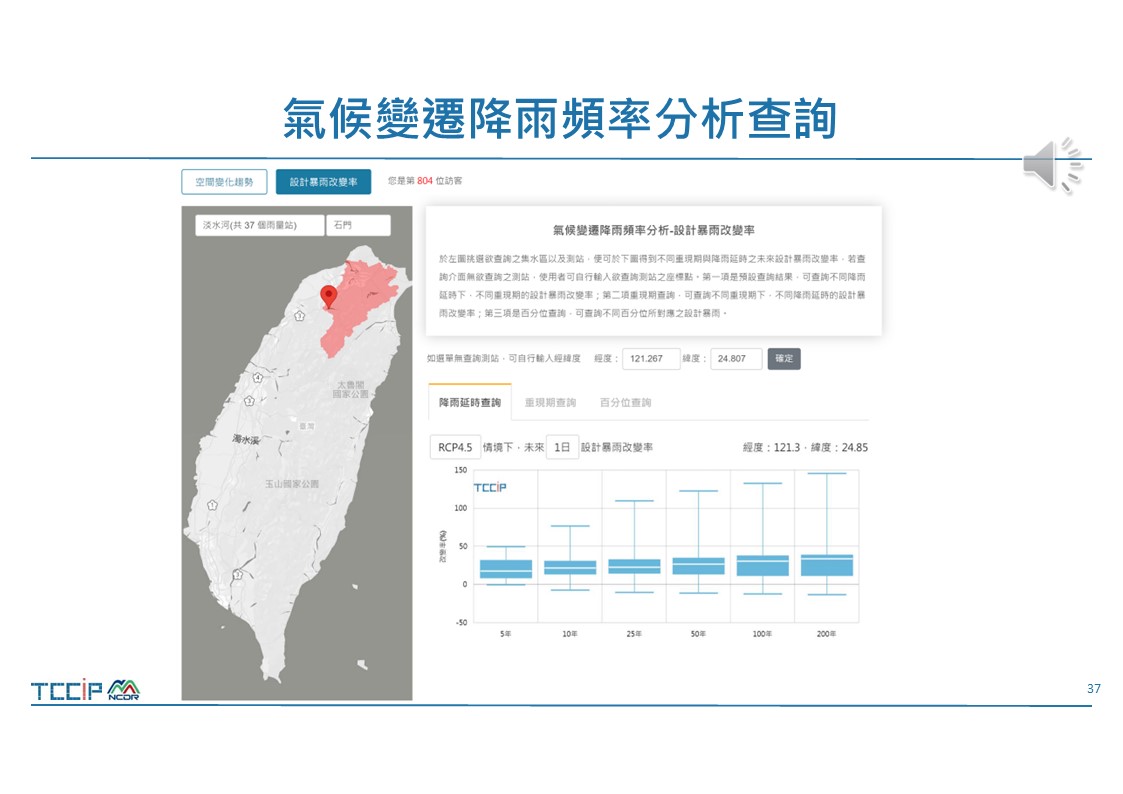 氣候變遷降雨頻率分析查詢
空間變化趨勢
設計暴雨改變率
您是第 804 位訪客
淡水河(共 37 個雨量站)
石門
太魯閣
國家公園
臺灣
濁水溪
玉山國家公園
氣候變遷降雨頻率分析-設計暴雨改變率
於左圖挑選欲查詢之集水區以及測站，便可於下圖得到不同重現期與降雨延時之未來設計暴雨改變率，若查
詢介面無欲查詢之測站，使用者可自行輸入欲查詢測站之座標點。第一項是預設查詢結果，可查詢不同降雨
延時下，不同重現期的設計暴雨改變率；第二項重現期查詢，可查詢不同重現期下，不同降雨延時的設計暴
雨改變率；第三項是百分位查詢，可查詢不同百分位所對應之設計暴雨。
如選單無查詢測站，可自行輸入經緯度 經度： 121.267 緯度： 24.807 確定
降雨延時查詢 重現期查詢 百分位查詢
RCP4.5 情境下，未來 1日 設計暴雨改變率
經度：121.3，緯度：24.85
TCCiP
改變率(%)
150
100
50
0
-50
5年 10年 25年 50年 100年 200年
TCCiP NCDR
37